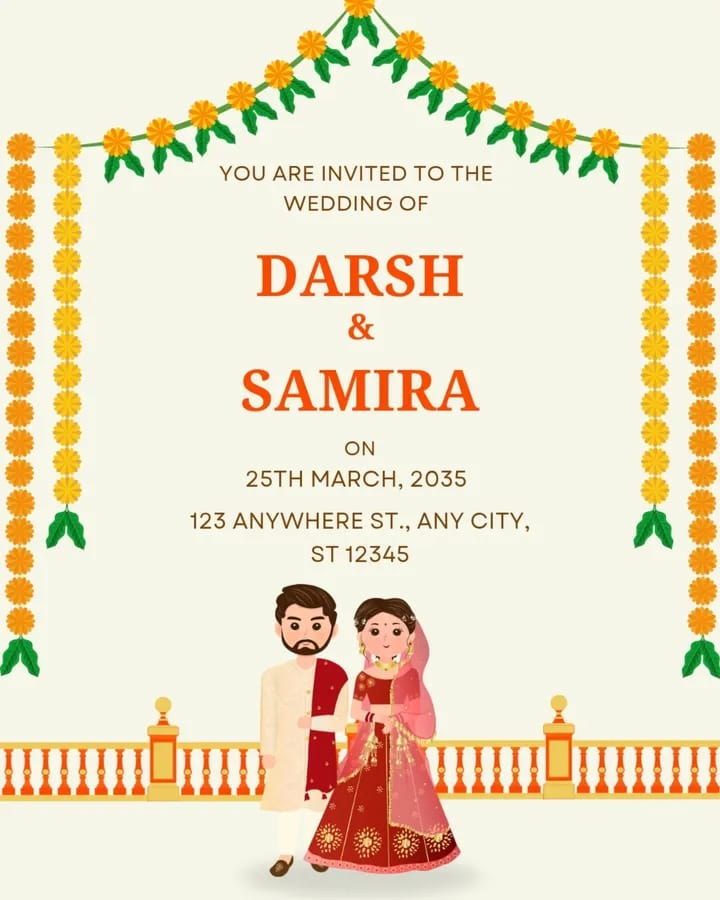 YOU ARE INVITED TO THE
WEDDING OF
DARSH
&
SAMIRA
ON
25TH MARCH, 2035
123 ANYWHERE ST., ANY CITY,
ST 12345